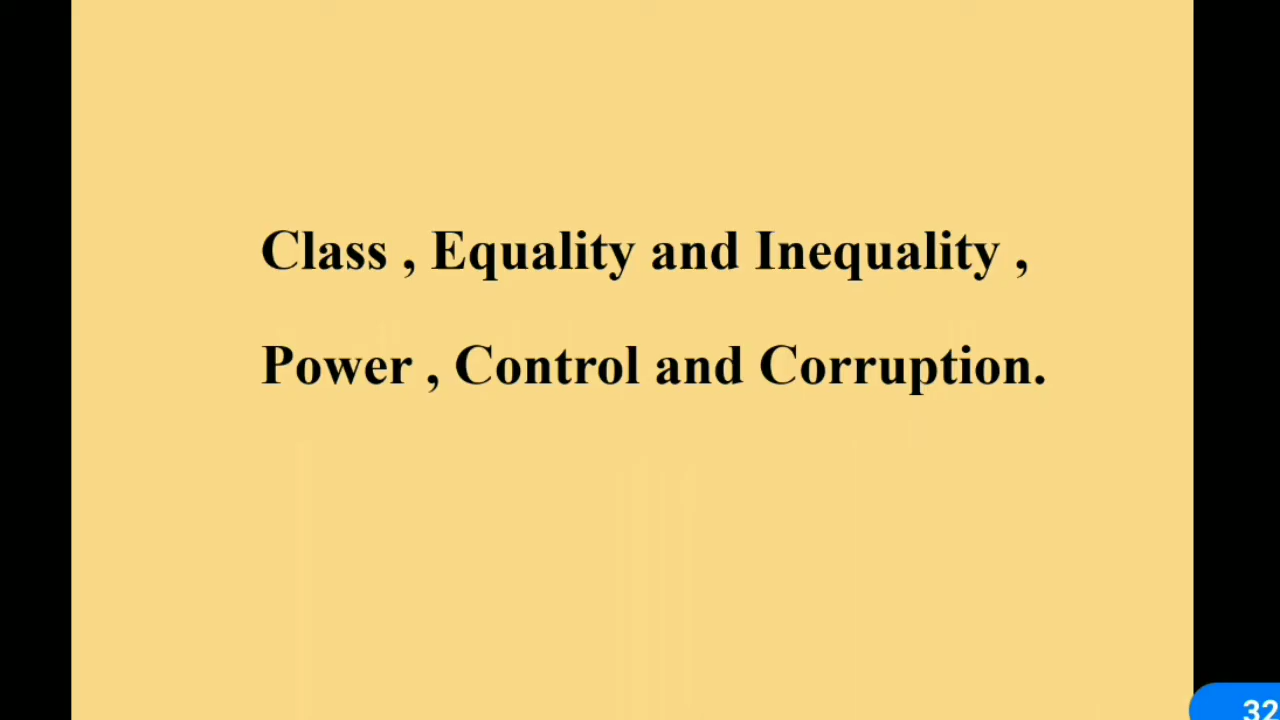 Class , Equality and Inequality ,
Power , Control and Corruption.
32